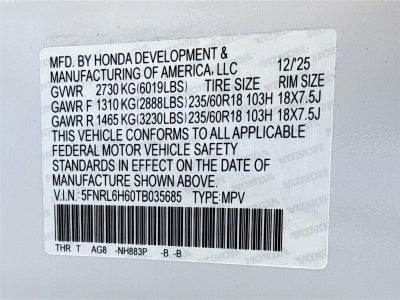 MFD. BY HONDA DEVELOPMENT & 12/'25
MANUFACTURING OF AMERICA, LLC
GVWR 2730 KG (6019LBS) TIRE SIZE RIM SIZE
GAWR F 1310 KG (2888LBS) 235/60R18 103H 18X7.5J
GAWR R 1465 KG (3230LBS) 235/60R18 103H 18X7.5J
THIS VEHICLE CONFORMS TO ALL APPLICABLE
FEDERAL MOTOR VEHICLE SAFETY
STANDARDS IN EFFECT ON THE DATE OF
MANUFACTURE SHOWN ABOVE.
V.I.N: 5FNRL6H60TB035685 TYPE: MPV
THR T AG8 -NH883P -B -B
HONDA